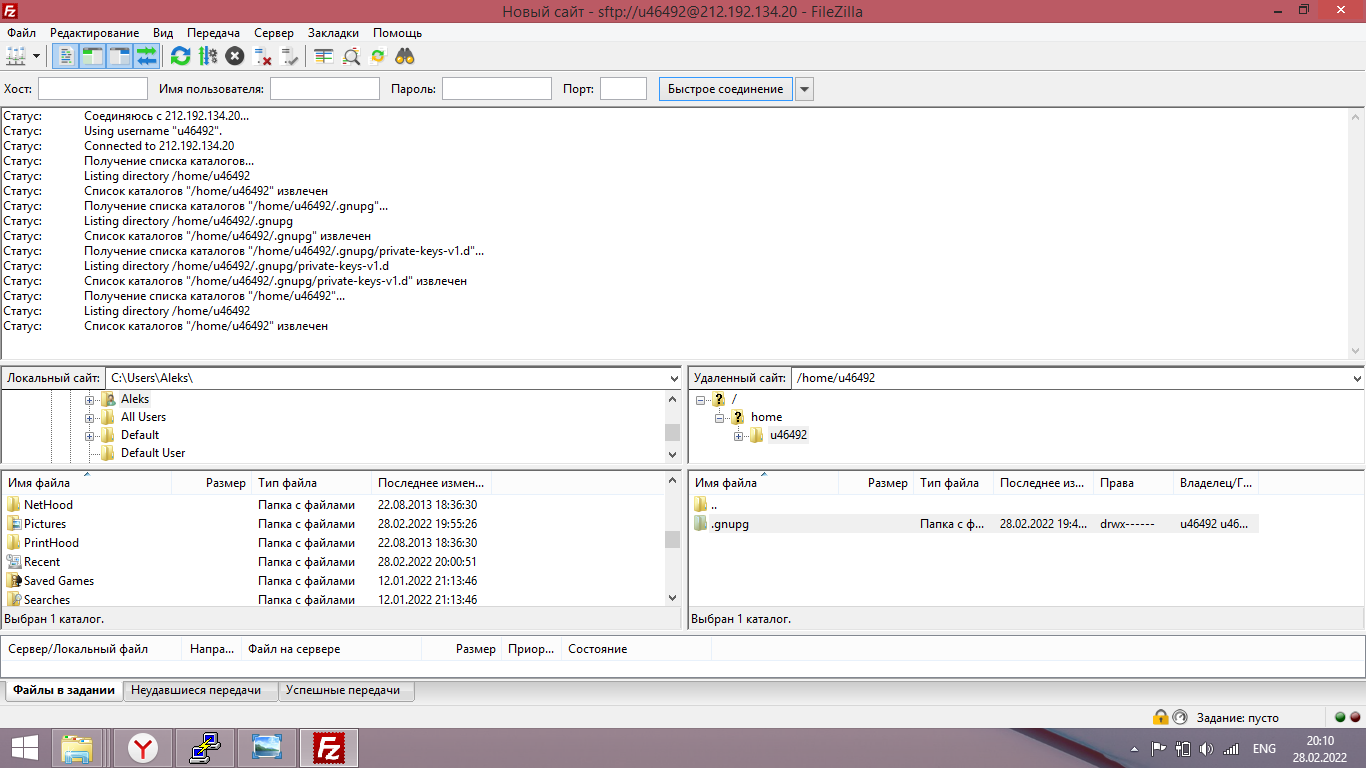 Новый сайт - sftp://u46492@212.192.134.20 - FileZilla
Файл Редактирование Вид Передача Сервер Закладки Помощь
Хост: Имя пользователя: Пароль: Порт: Быстрое соединение
Статус: Соединяюсь с 212.192.134.20...
Статус: Using username "u46492".
Статус: Connected to 212.192.134.20
Статус: Получение списка каталогов...
Статус: Listing directory /home/u46492
Статус: Список каталогов "/home/u46492" извлечен
Статус: Получение списка каталогов "/home/u46492/.gnupg"...
Статус: Listing directory /home/u46492/.gnupg
Статус: Список каталогов "/home/u46492/.gnupg" извлечен
Статус: Получение списка каталогов "/home/u46492/.gnupg/private-keys-v1.d"...
Статус: Listing directory /home/u46492/.gnupg/private-keys-v1.d
Статус: Список каталогов "/home/u46492/.gnupg/private-keys-v1.d" извлечен
Статус: Получение списка каталогов "/home/u46492"...
Статус: Listing directory /home/u46492
Статус: Список каталогов "/home/u46492" извлечен
Локальный сайт: C:\Users\Aleks\
Aleks
All Users
Default
Default User
Имя файла Размер Тип файла Последнее измен...
NetHood Папка с файлами 22.08.2013 18:36:30
Pictures Папка с файлами 28.02.2022 19:55:26
PrintHood Папка с файлами 22.08.2013 18:36:30
Recent Папка с файлами 28.02.2022 20:00:51
Saved Games Папка с файлами 12.01.2022 21:13:46
Searches Папка с файлами 12.01.2022 21:13:46
Выбран 1 каталог.
Удаленный сайт: /home/u46492
/
home
u46492
Имя файла Размер Тип файла Последнее из... Права Владелец/Г...
..
.gnupg Папка с ф... 28.02.2022 19:4... drwx------ u46492 u46...
Выбран 1 каталог.
Сервер/Локальный файл Напра... Файл на сервере Размер Приор... Состояние
Файлы в задании Неудавшиеся передачи Успешные передачи
Задание: пусто
ENG
20:10
28.02.2022